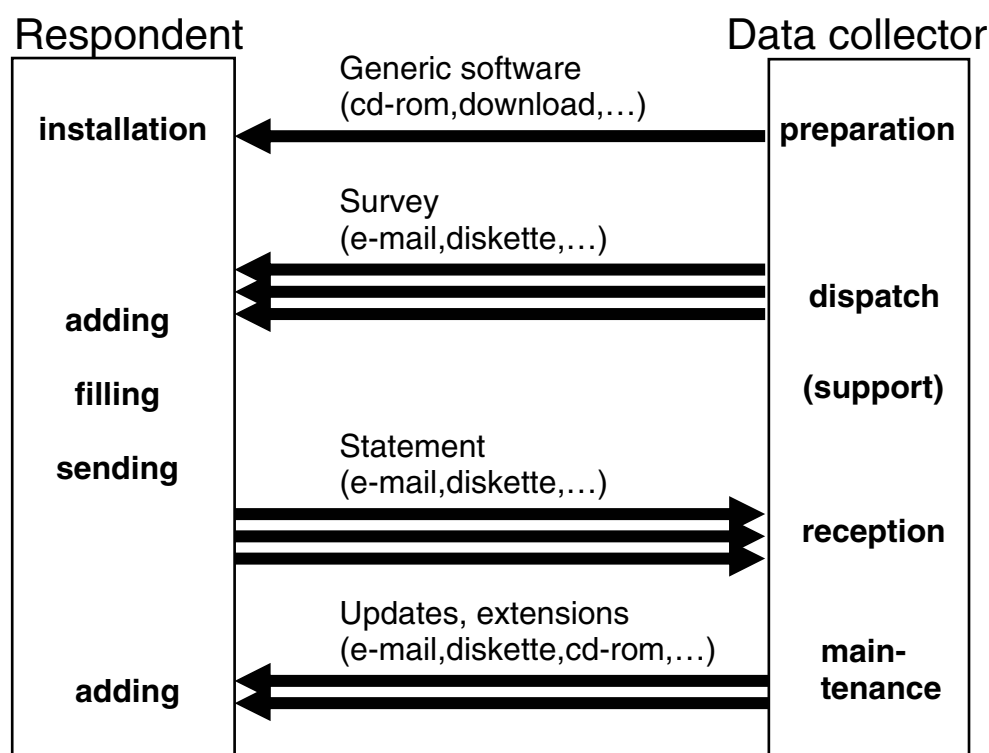 Respondent
Data collector
Generic software
(cd-rom,download,…)
installation
preparation
Survey
(e-mail,diskette,…)
dispatch
adding
filling
(support)
sending
Statement
(e-mail,diskette,…)
reception
Updates, extensions
(e-mail,diskette,cd-rom,…)
adding
main-
tenance